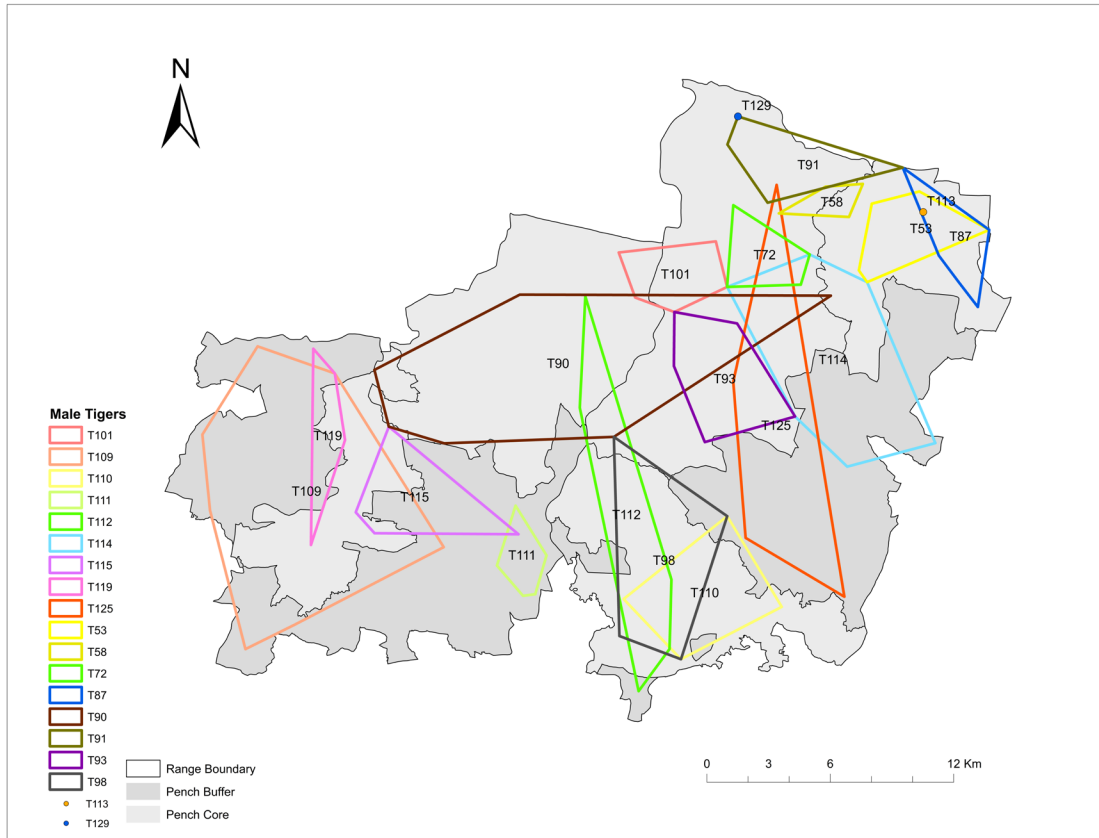 N
T129
T91
T58
T113
T53
T87
T72
T101
T90
T114
T93
T125
T119
T109
T115
T112
T111
T98
T110
Male Tigers
T101
T109
T110
T111
T112
T114
T115
T119
T125
T53
T58
T72
T87
T90
T91
T93
T98
T113
T129
Range Boundary
Pench Buffer
Pench Core
0 3 6 12 Km